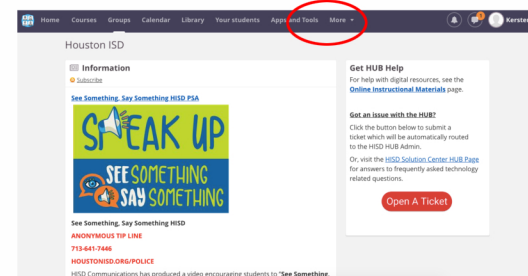 Home Courses Groups Calendar Library Your students Apps and Tools More
Houston ISD
Information
Subscribe
See Something, Say Something HISD PSA
SPEAK UP
SEE SOMETHING
SAY SOMETHING
See Something, Say Something HISD
ANONYMOUS TIP LINE
713-641-7446
HOUSTONISD.ORG/POLICE
HISD Communications has produced a video encouraging students to "See Something,
Get HUB Help
For help with digital resources, see the
Online Instructional Materials page.
Got an issue with the HUB?
Click the button below to submit a
ticket which will be automatically routed
to the HISD HUB Admin.
Or, visit the HISD Solution Center HUB Page
for answers to frequently asked technology
related questions.
Open A Ticket